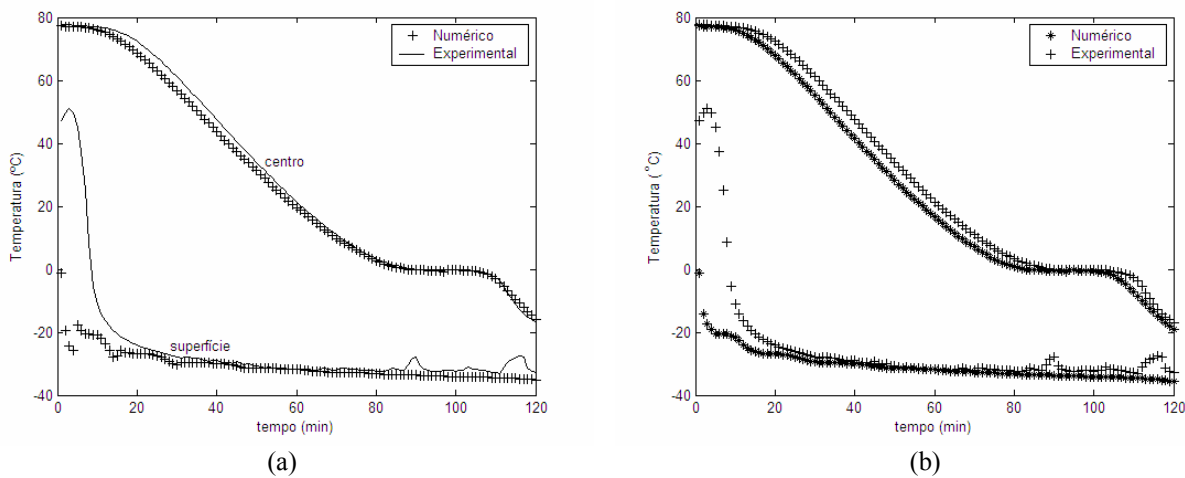 80
60
40
20
0
-20
-40
Temperatura (ºC)
Numérico
Experimental
centro
superfície
0
20
40
60
80
100
120
tempo (min)
(a)
80
60
40
20
0
-20
-40
Temperatura (°C)
Numérico
Experimental
0
20
40
60
80
100
120
tempo (min)
(b)